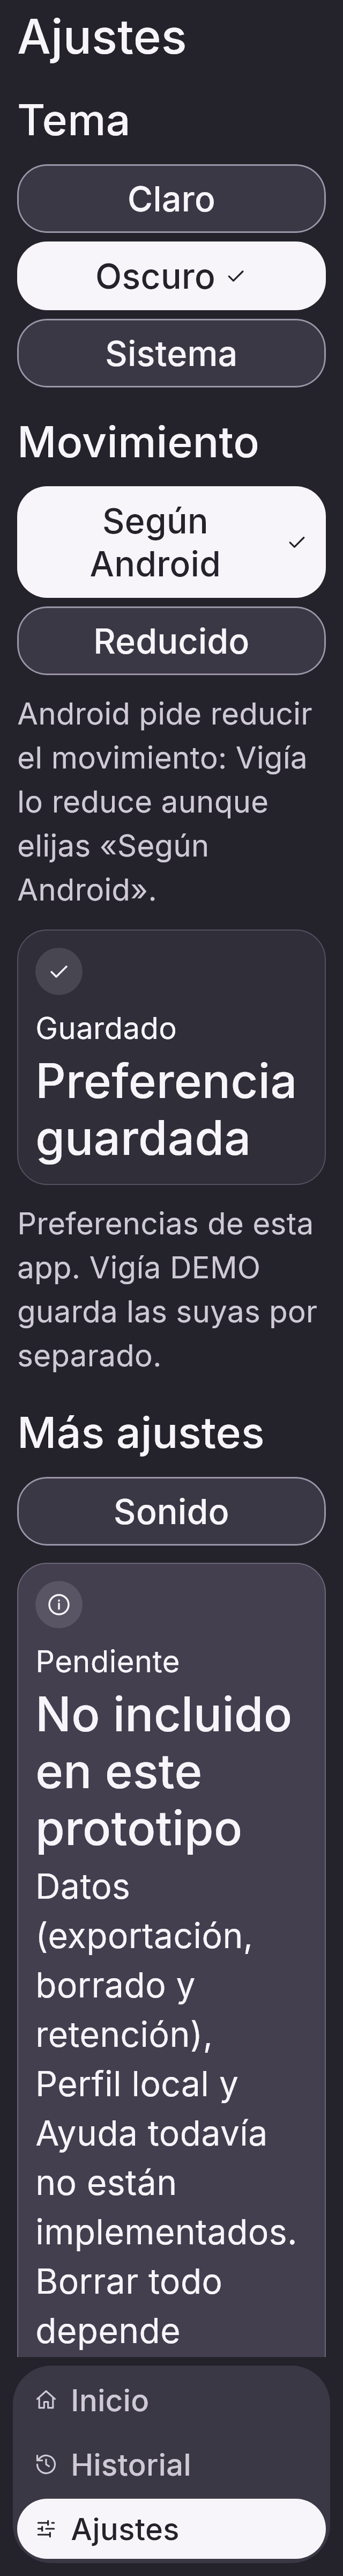 Ajustes
Tema
Claro
Oscuro
Sistema
Movimiento
Según
Android
Reducido
Android pide reducir
el movimiento: Vigía
lo reduce aunque
elijas «Según
Android».
Guardado
Preferencia
guardada
Preferencias de esta
app. Vigía DEMO
guarda las suyas por
separado.
Más ajustes
Sonido
Pendiente
No incluido
en este
prototipo
Datos
(exportación,
borrado y
retención),
Perfil local y
Ayuda todavía
no están
implementados.
Borrar todo
depende
Inicio
Historial
Ajustes